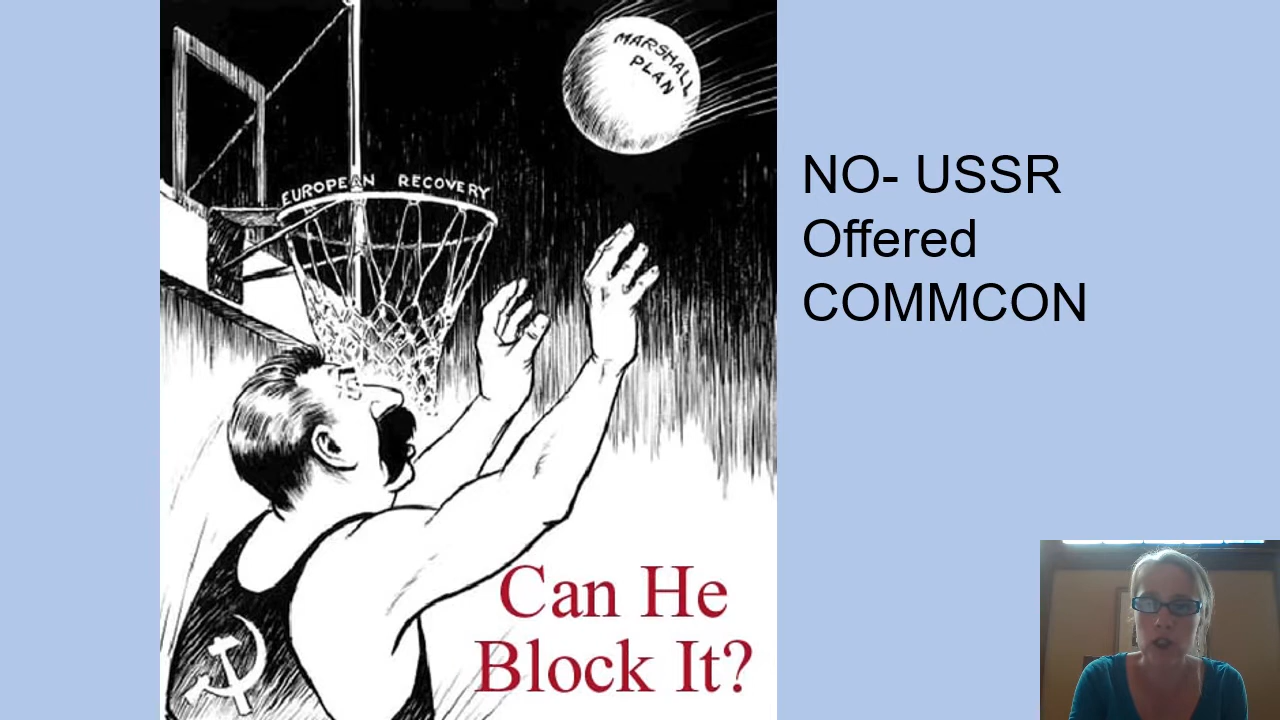 MARSHALL
PLAN
EUROPEAN RECOVERY
Can He
Block It?
NO- USSR
Offered
COMMCON